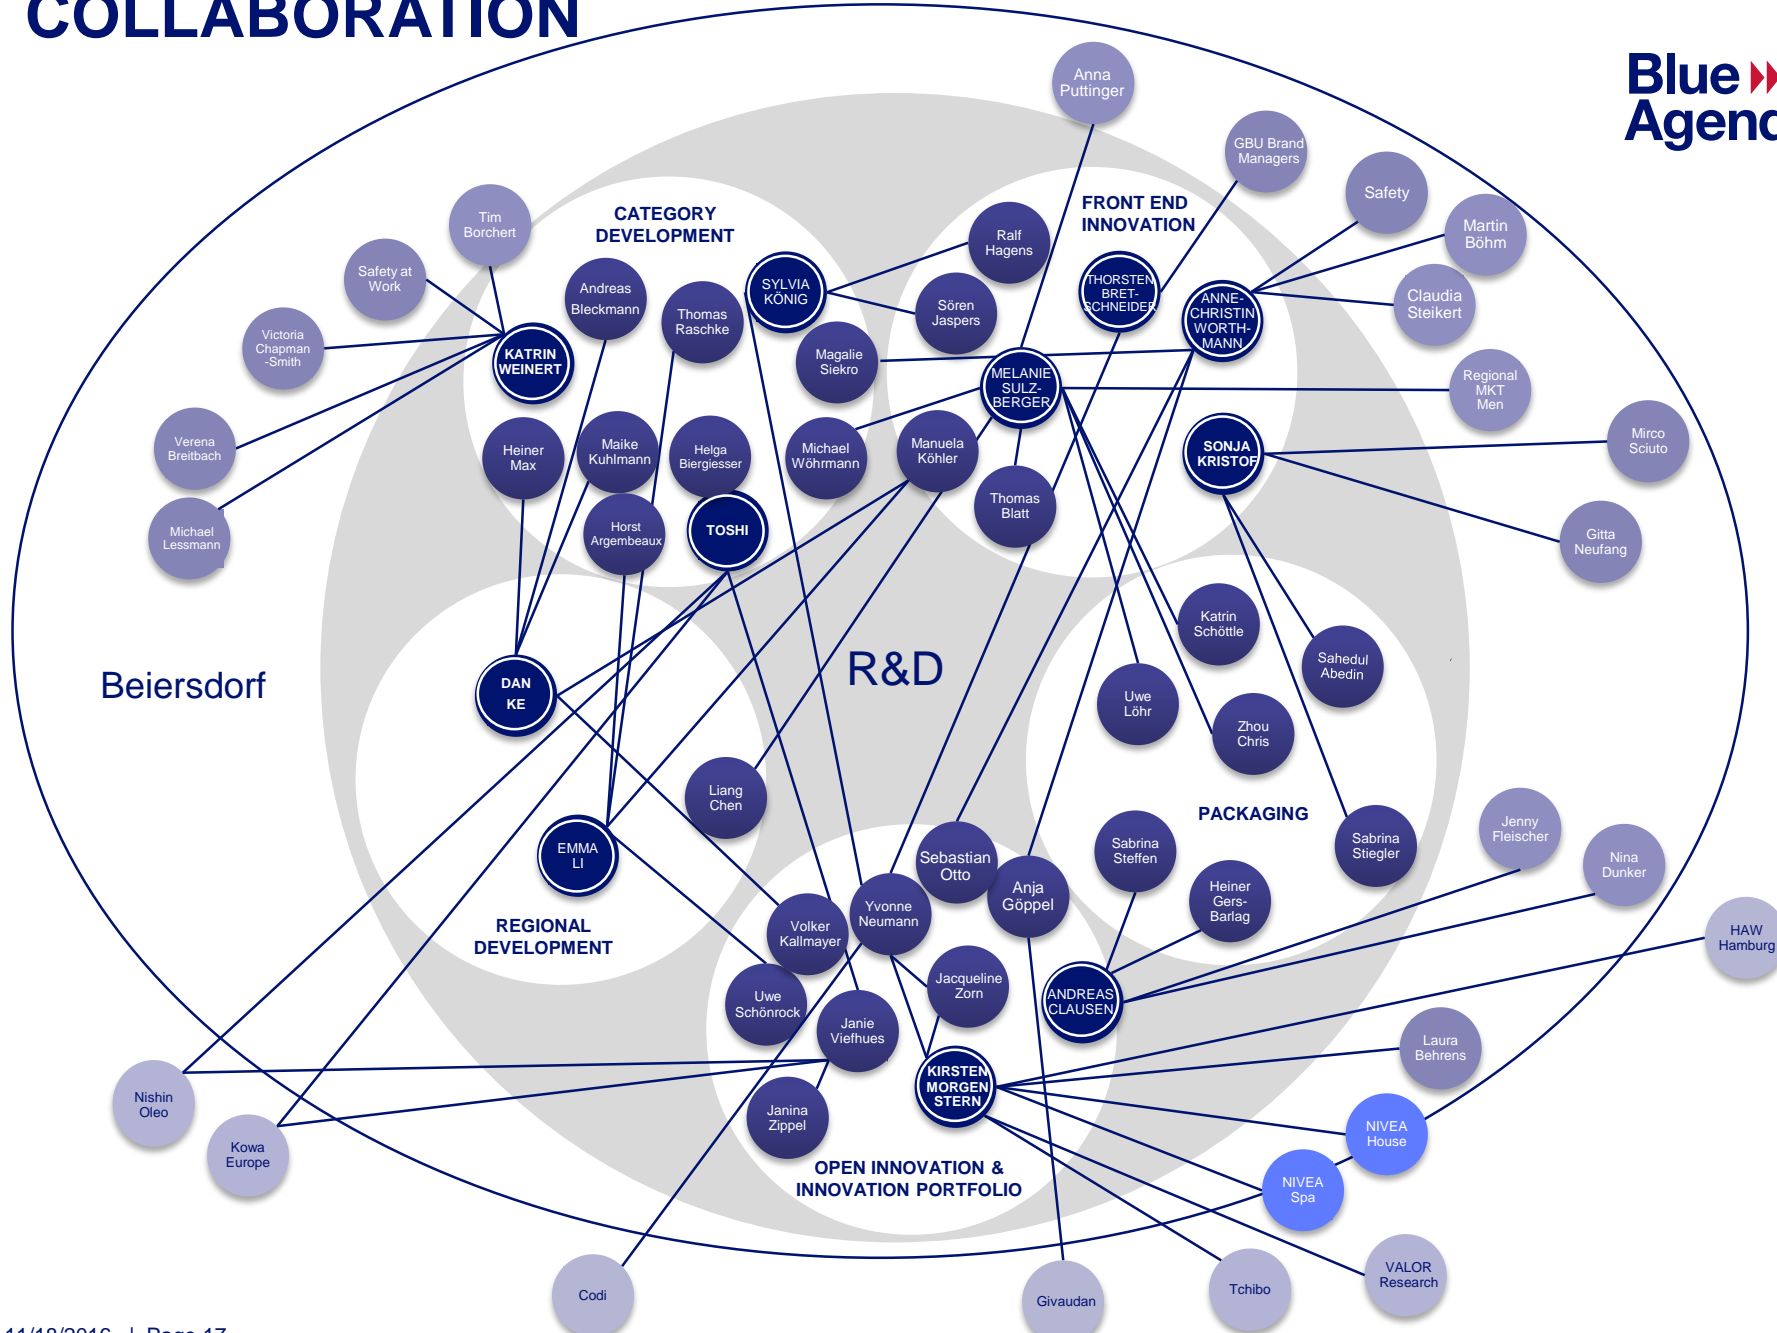 COLLABORATION
Blue
Agend
Anna
Puttinger
GBU Brand
Managers
Safety
Martin
Böhm
Claudia
Steikert
Regional
MKT
Men
Mirco
Sciuto
Gitta
Neufang
Tim
Borchert
Safety at
Work
Victoria
Chapman
-Smith
Verena
Breitbach
Michael
Lessmann
CATEGORY
DEVELOPMENT
FRONT END
INNOVATION
Andreas
Bleckmann
Thomas
Raschke
SYLVIA
KÖNIG
Ralf
Hagens
Sören
Jaspers
THORSTEN
BRET-
SCHNEIDER
ANNE-
CHRISTIN
WORTH-
MANN
KATRIN
WEINERT
Magalie
Siekro
MELANIE
SULZ-
BERGER
Heiner
Max
Maike
Kuhlmann
Helga
Biergiesser
Michael
Wöhrmann
Manuela
Köhler
SONJA
KRISTOF
Horst
Argembeaux
TOSHI
Thomas
Blatt
Katrin
Schöttle
Sahedul
Abedin
Beiersdorf
R&D
DAN
KE
Uwe
Löhr
Zhou
Chris
Liang
Chen
PACKAGING
EMMA
LI
Sebastian
Otto
Anja
Göppel
Sabrina
Steffen
Sabrina
Stiegler
Jenny
Fleischer
Nina
Dunker
Heiner
Gers-
Barlag
HAW
Hamburg
REGIONAL
DEVELOPMENT
Volker
Kallmayer
Yvonne
Neumann
Uwe
Schönrock
Janie
Viefhues
Jacqueline
Zorn
ANDREAS
CLAUSEN
Laura
Behrens
Nishin
Oleo
Kowa
Europe
Janina
Zippel
KIRSTEN
MORGEN
STERN
NIVEA
House
NIVEA
Spa
OPEN INNOVATION &
INNOVATION PORTFOLIO
Codi
Givaudan
Tchibo
VALOR
Research
11/18/2016 | Page 17